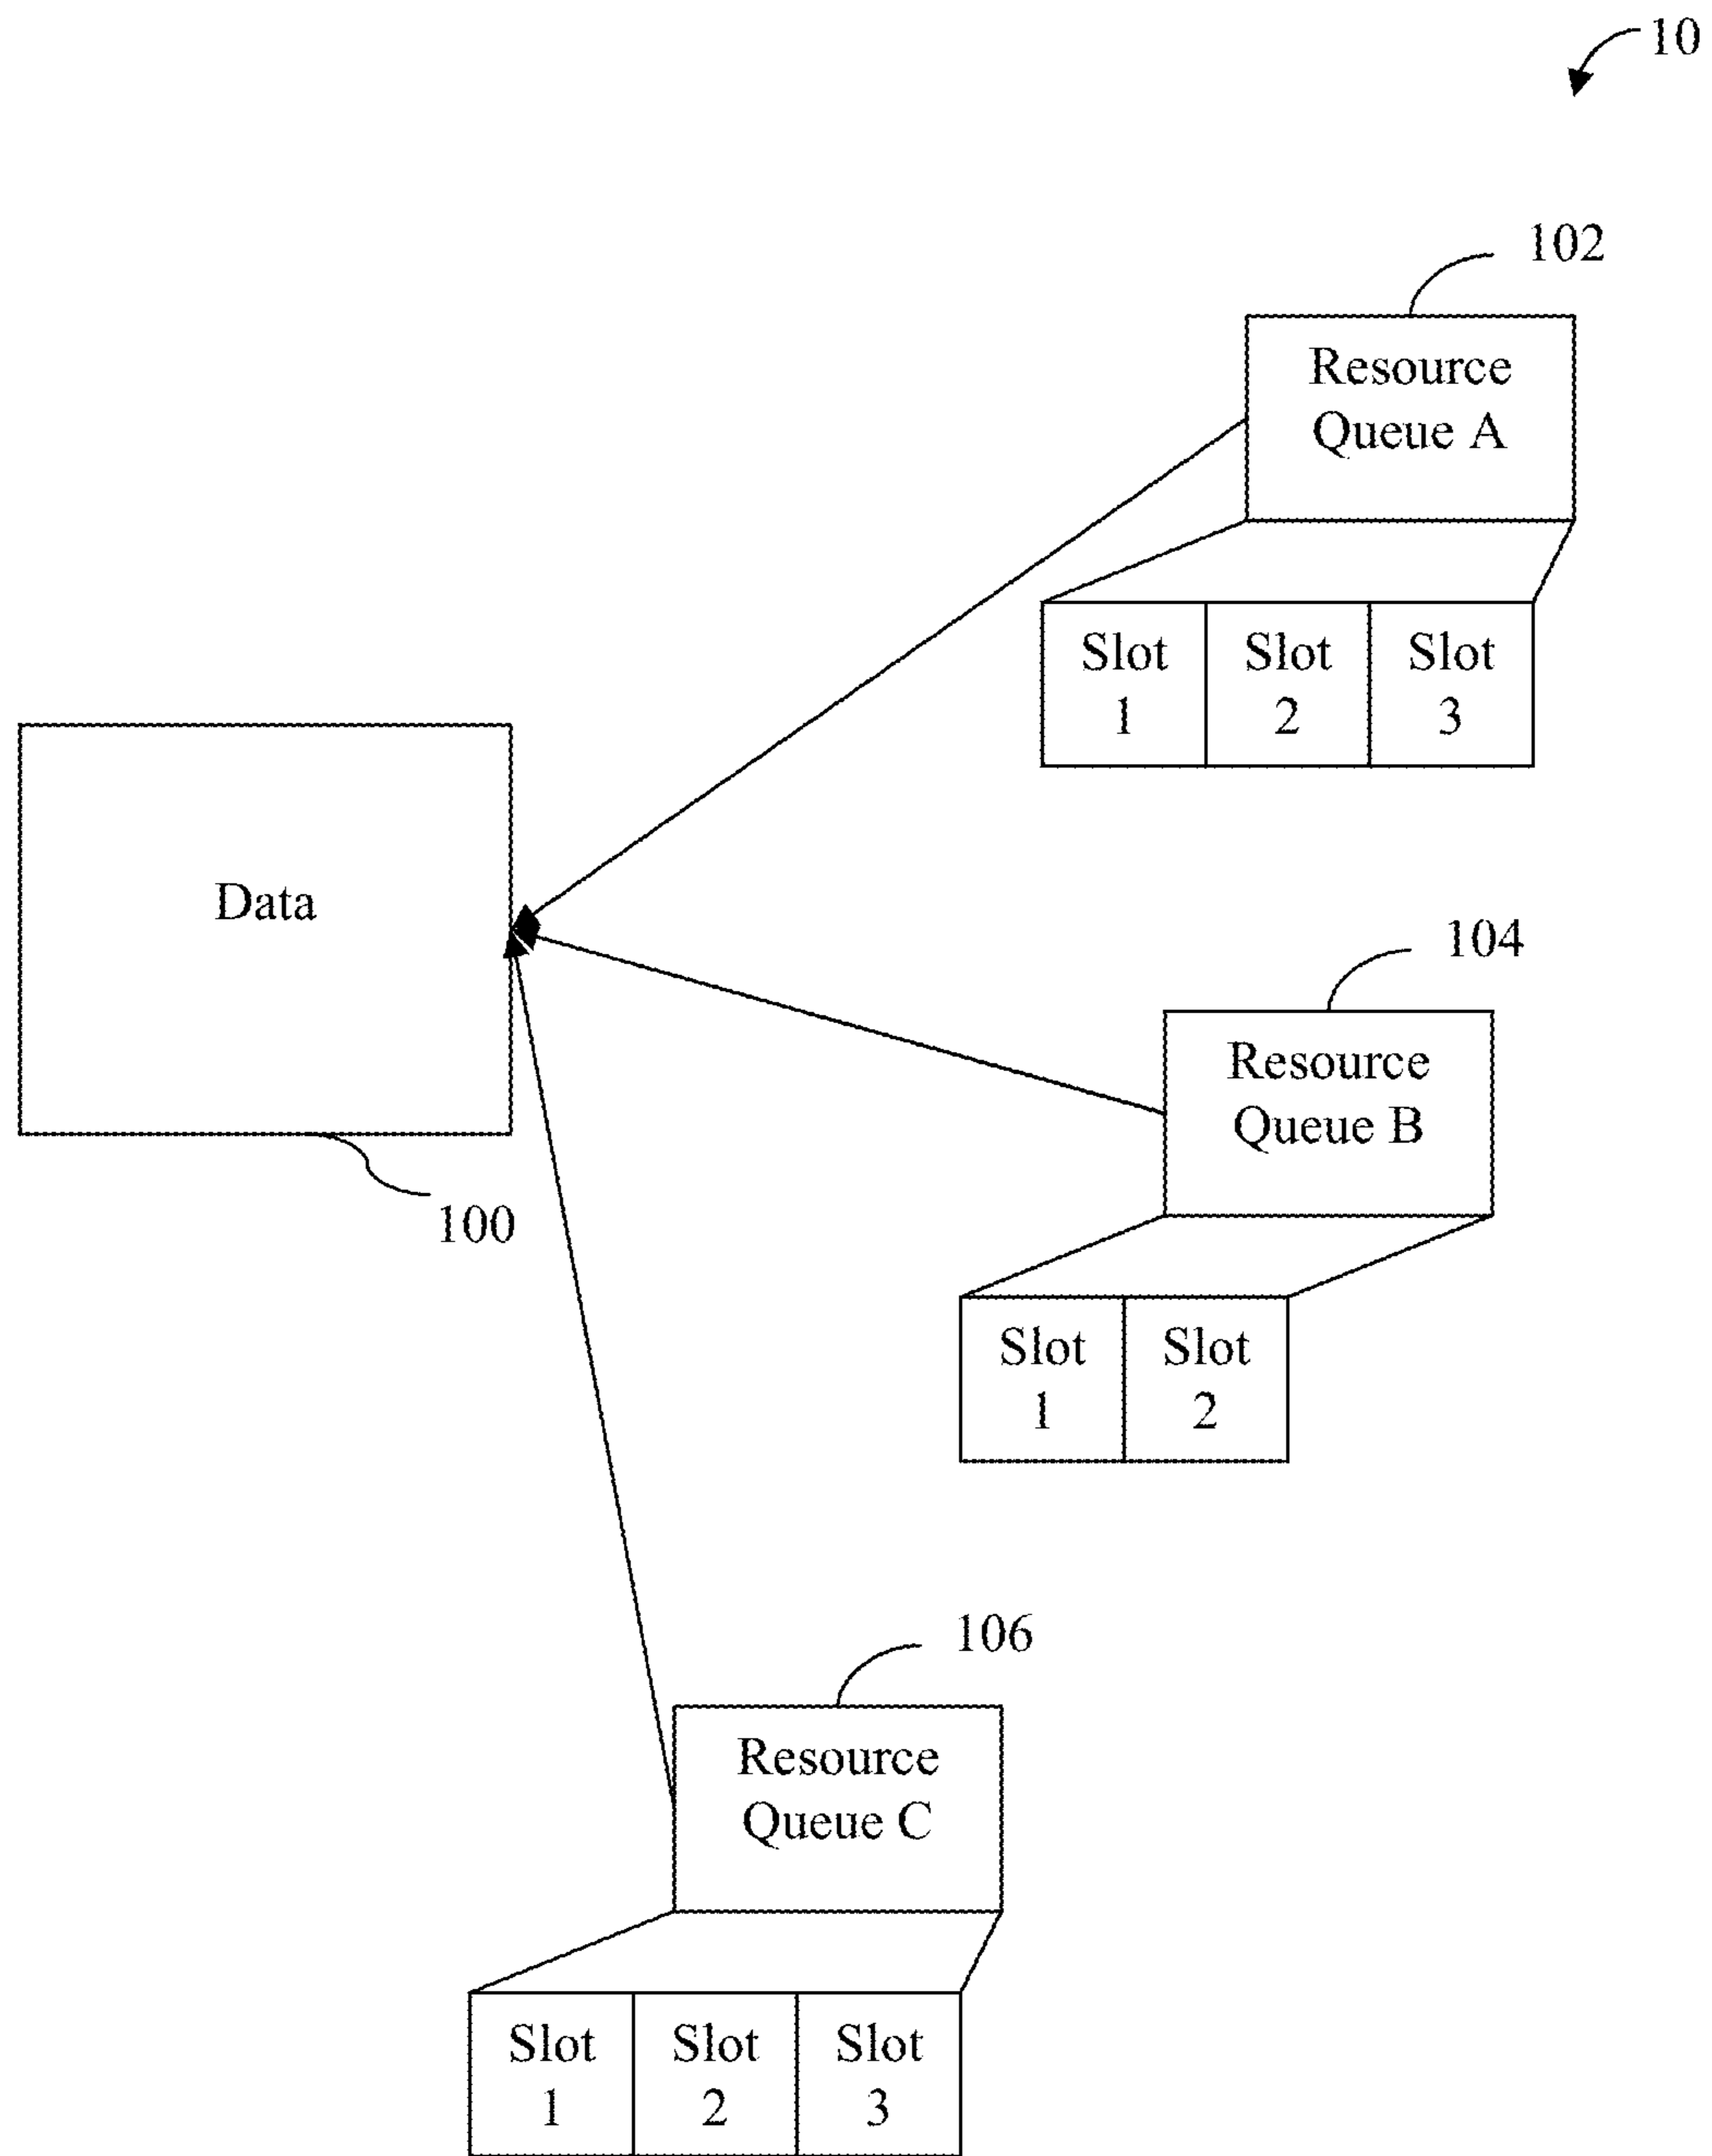 10
102
Resource
Queue A
Slot Slot Slot
1 2 3
Data
104
Resource
Queue B
100
Slot Slot
1 2
106
Resource
Queue C
Slot Slot Slot
1 2 3